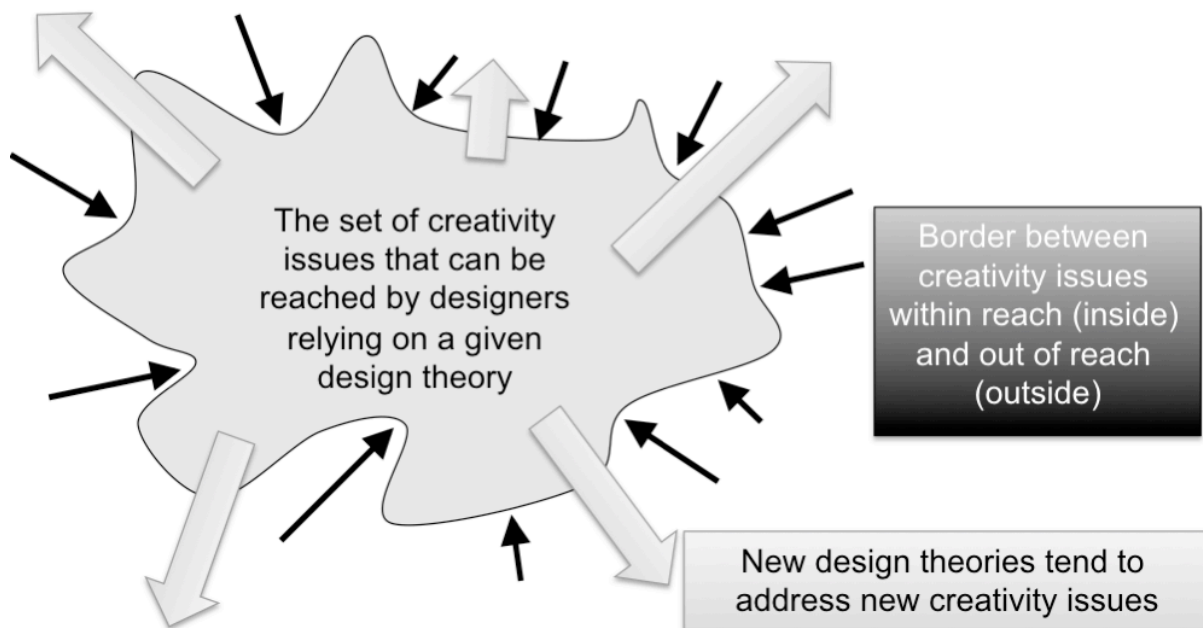 The set of creativity
issues that can be
reached by designers
relying on a given
design theory
Border between
creativity issues
within reach (inside)
and out of reach
(outside)
New design theories tend to
address new creativity issues